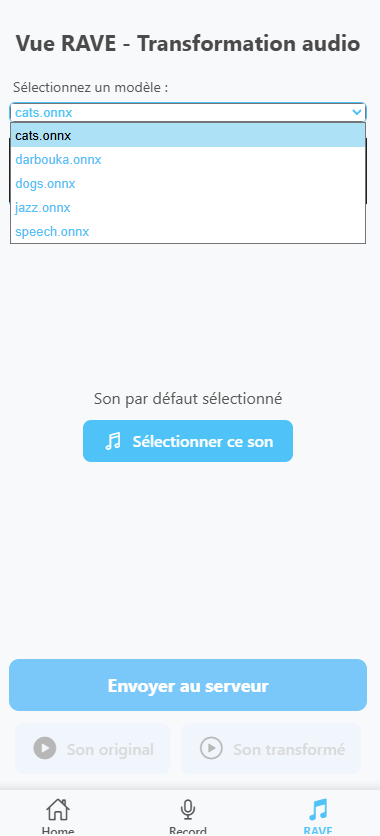 Vue RAVE - Transformation audio
Sélectionnez un modèle :
cats.onnx
cats.onnx
darbouka.onnx
dogs.onnx
jazz.onnx
speech.onnx
Son par défaut sélectionné
Sélectionner ce son
Envoyer au serveur
Son original Son transformé
Home Record RAVE